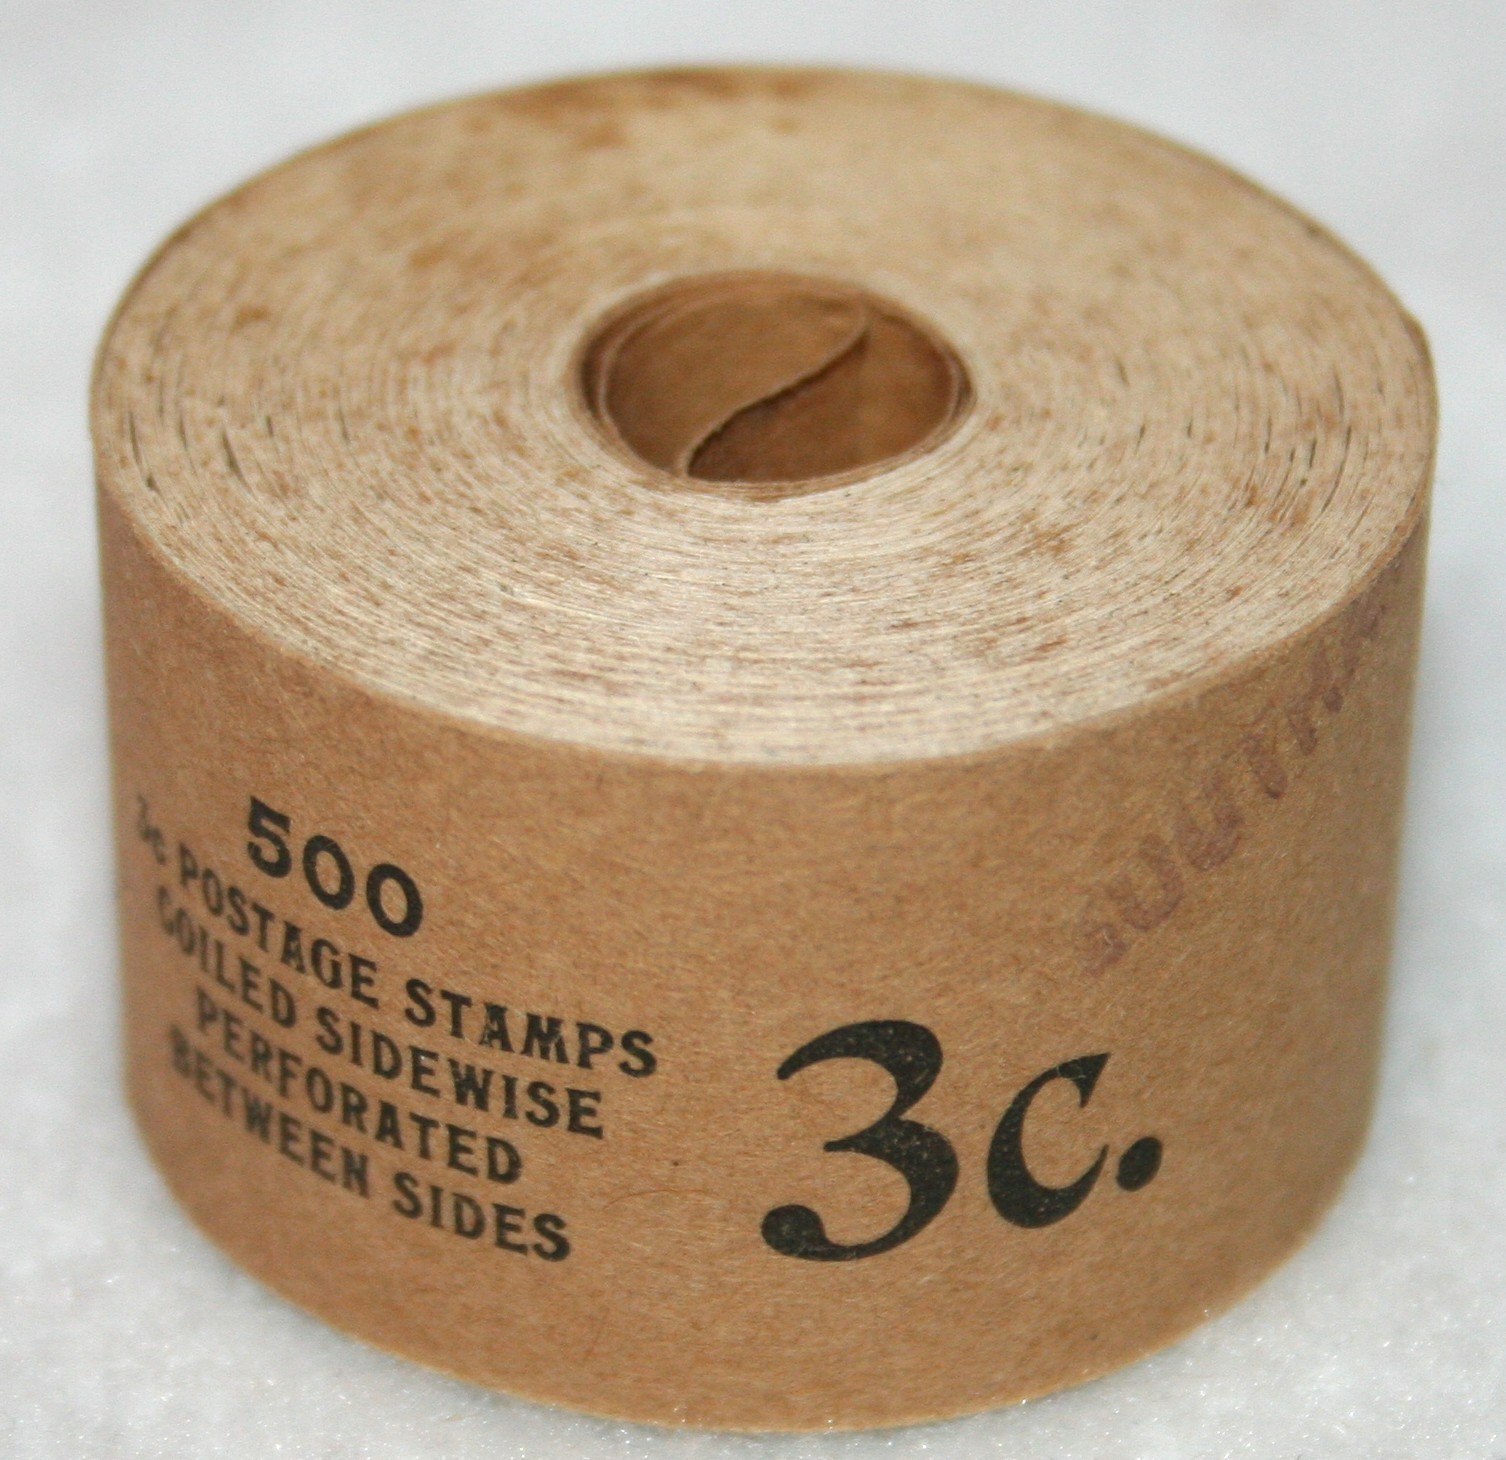 500
3c POSTAGE STAMPS
COILED SIDEWISE
PERFORATED
BETWEEN SIDES
3c.